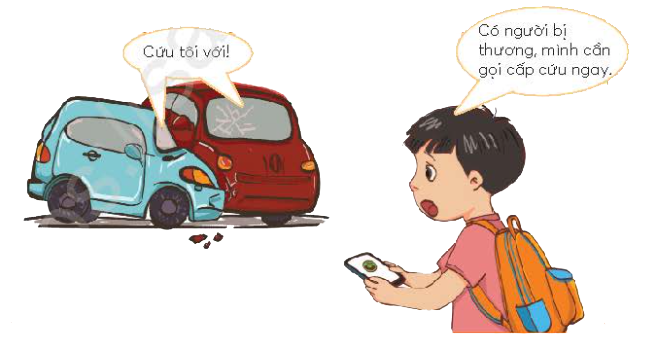 Cứu tôi với!
Có người bị
thương, mình cần
gọi cấp cứu ngay.